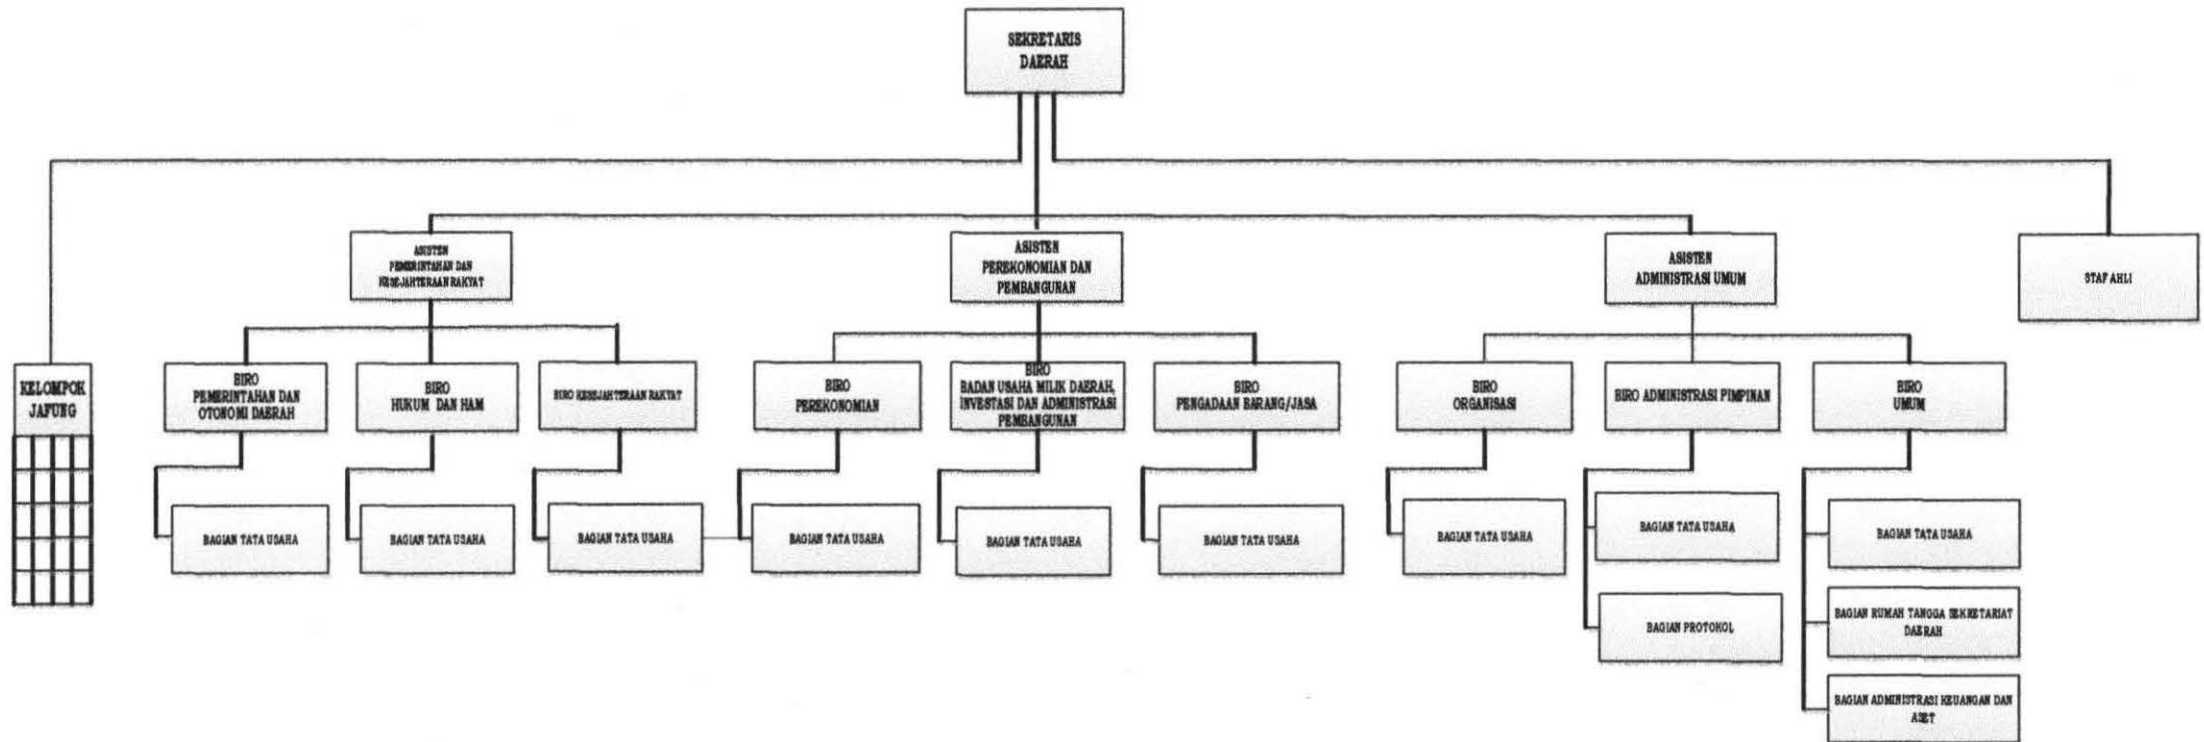 SEKRETARIS
DAERAH
ASISTEN
PEMERINTAHAN DAN
KESEJAHTERAAN RAKYAT
ASISTEN
PEREKONOMIAN DAN
PEMBANGUNAN
ASISTEN
ADMINISTRASI UMUM
STAF AHLI
KELOMPOK
JAFUNG
BIRO
PEMERINTAHAN DAN
OTONOMI DAERAH
BIRO
HUKUM DAN HAM
BIRO KESEJAHTERAAN RAKYAT
BIRO
PEREKONOMIAN
BIRO
BADAN USAHA MILIK DAERAH,
INVESTASI DAN ADMINISTRASI
PEMBANGUNAN
BIRO
PENGADAAN BARANG/JASA
BIRO
ORGANISASI
BIRO ADMINISTRASI PIMPINAN
BIRO
UMUM
BAGIAN TATA USAHA
BAGIAN TATA USAHA
BAGIAN TATA USAHA
BAGIAN TATA USAHA
BAGIAN TATA USAHA
BAGIAN TATA USAHA
BAGIAN TATA USAHA
BAGIAN TATA USAHA
BAGIAN TATA USAHA
BAGIAN PROTOKOL
BAGIAN RUMAH TANGGA SEKRETARIAT
DAERAH
BAGIAN ADMINISTRASI KEUANGAN DAN
ASET